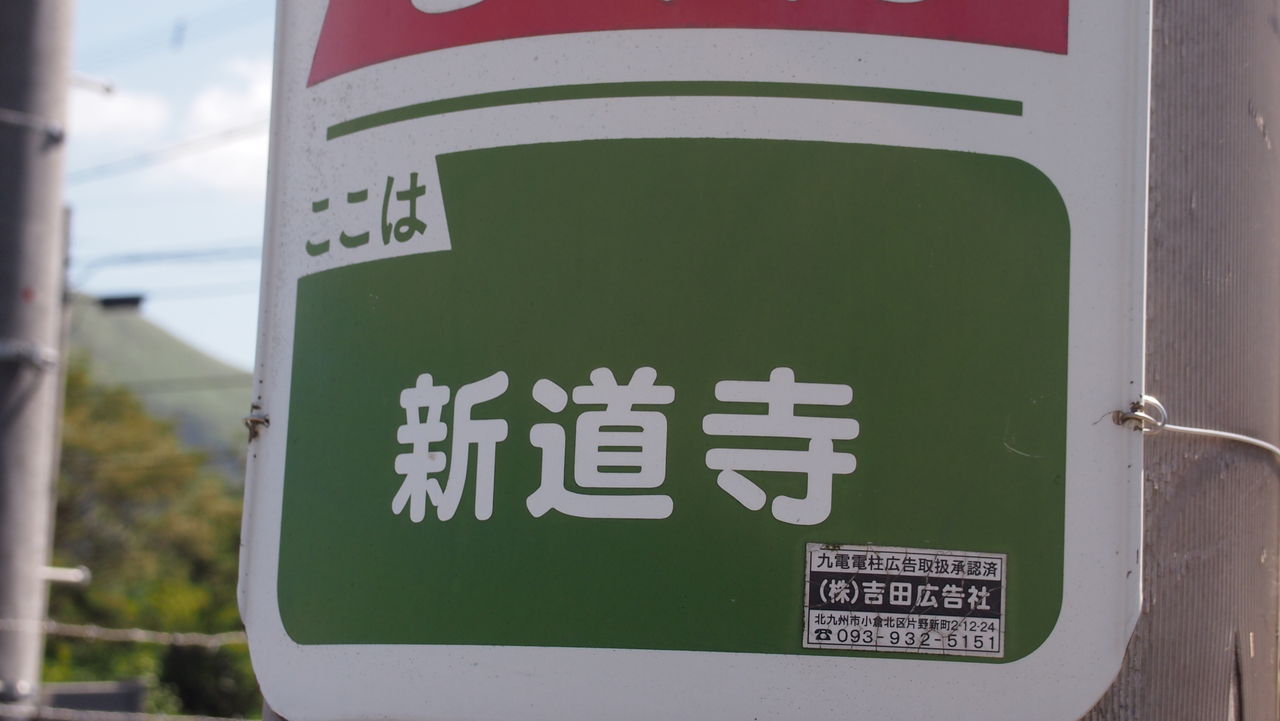 ここは
新道寺
九電電柱広告取扱承認済
(株)吉田広告社
北九州市小倉北区片野新町2-12-24
☎093-932-5151